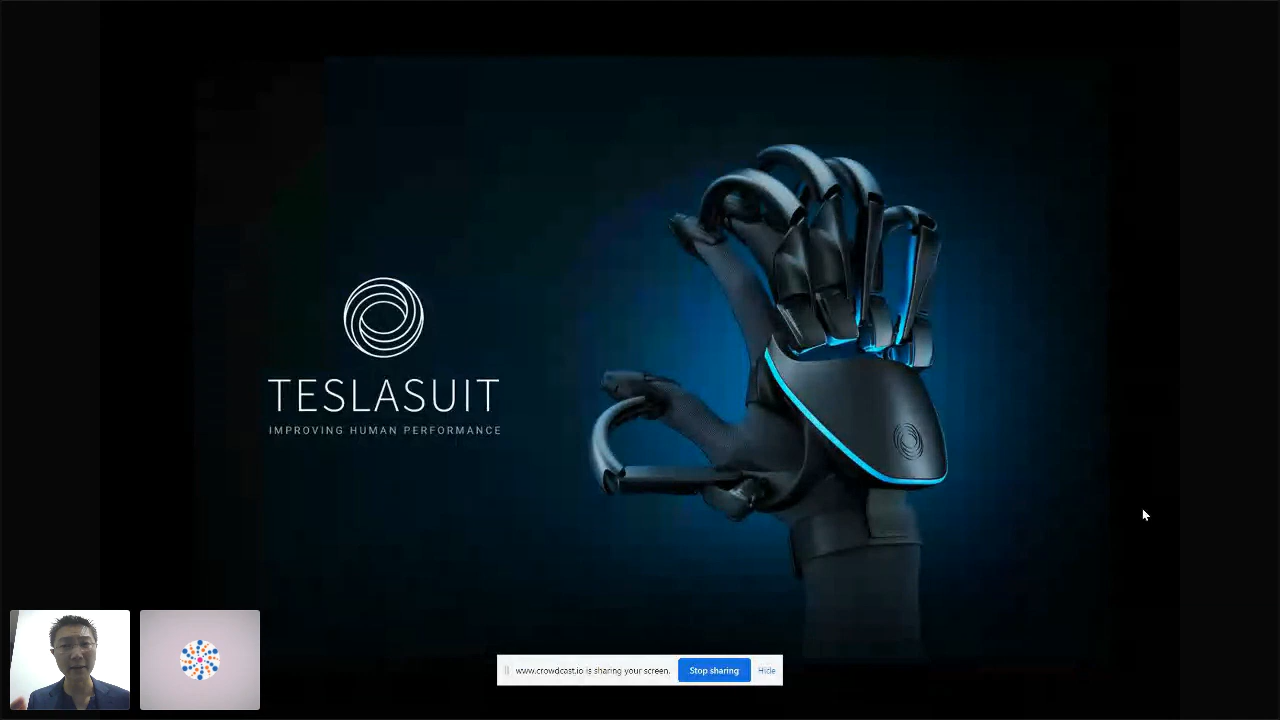 TESLASUIT
IMPROVING HUMAN PERFORMANCE
www.crowdcast.io is sharing your screen.
Stop sharing
Hide